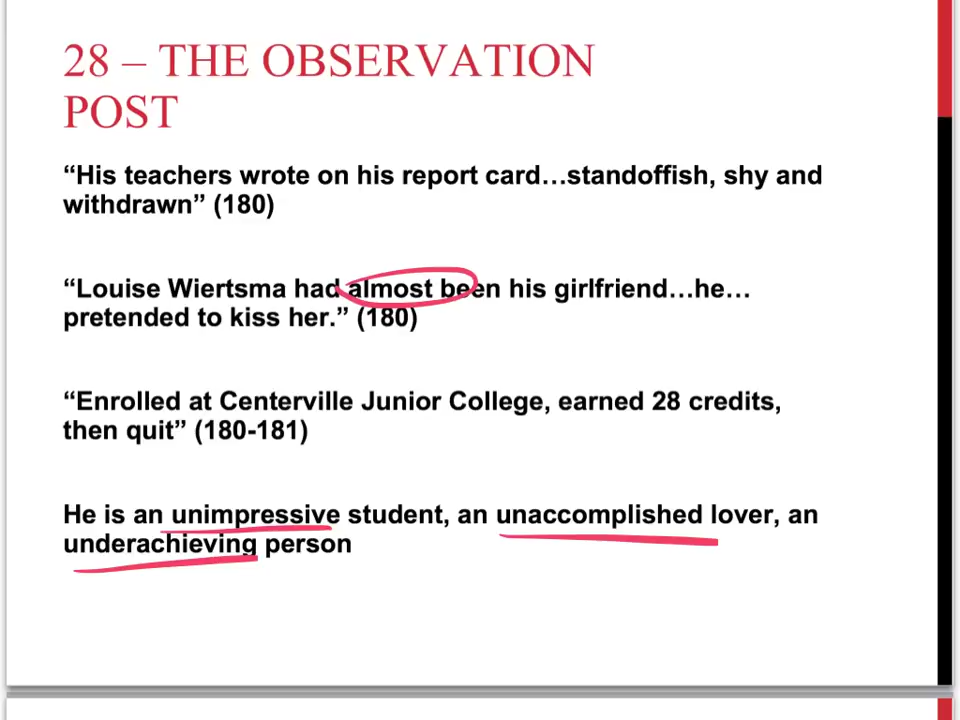 28 – THE OBSERVATION
POST
“His teachers wrote on his report card…standoffish, shy and
withdrawn” (180)
“Louise Wiertsma had almost been his girlfriend…he…
pretended to kiss her.” (180)
“Enrolled at Centerville Junior College, earned 28 credits,
then quit” (180-181)
He is an unimpressive student, an unaccomplished lover, an
underachieving person